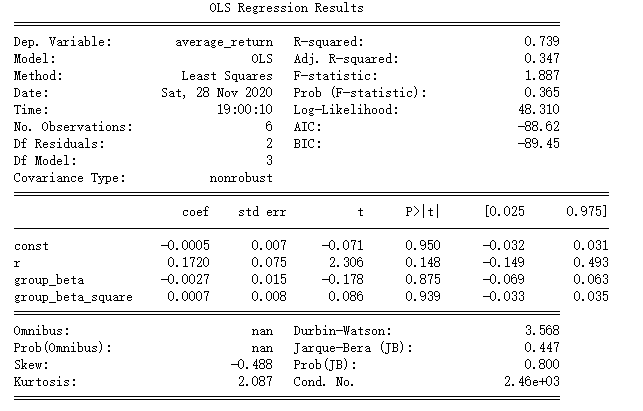 OLS Regression Results
Dep. Variable: average_return R-squared: 0.739
Model: OLS Adj. R-squared: 0.347
Method: Least Squares F-statistic: 1.887
Date: Sat, 28 Nov 2020 Prob (F-statistic): 0.365
Time: 19:00:10 Log-Likelihood: 48.310
No. Observations: 6 AIC: -88.62
Df Residuals: 2 BIC: -89.45
Df Model: 3
Covariance Type: nonrobust
coef std err t P>|t| [0.025 0.975]
const -0.0005 0.007 -0.071 0.950 -0.032 0.031
r 0.1720 0.075 2.306 0.148 -0.149 0.493
group_beta -0.0027 0.015 -0.178 0.875 -0.069 0.063
group_beta_square 0.0007 0.008 0.086 0.939 -0.033 0.035
Omnibus: nan Durbin-Watson: 3.568
Prob(Omnibus): nan Jarque-Bera (JB): 0.447
Skew: -0.488 Prob(JB): 0.800
Kurtosis: 2.087 Cond. No. 2.46e+03